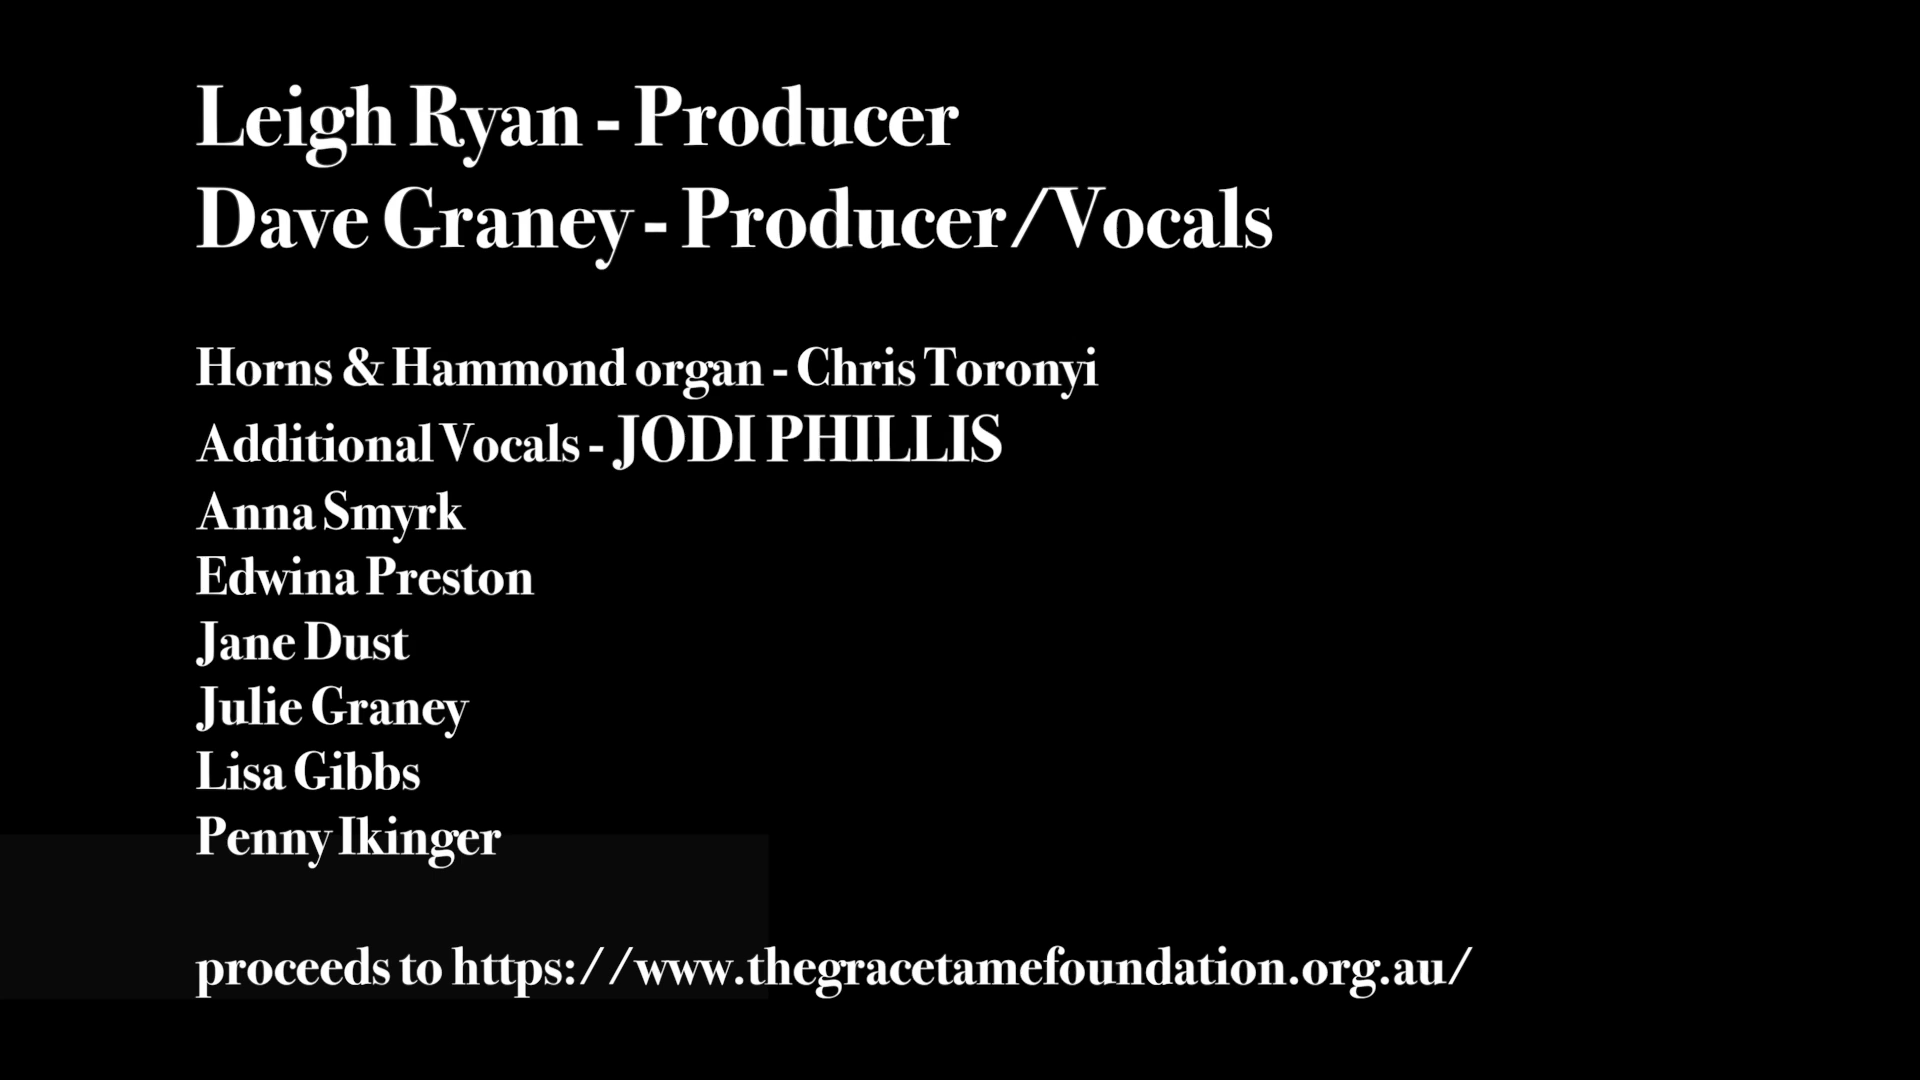 Leigh Ryan - Producer
Dave Graney - Producer/Vocals
Horns & Hammond organ - Chris Toronyi
Additional Vocals - JODI PHILLIS
Anna Smyrk
Edwina Preston
Jane Dust
Julie Graney
Lisa Gibbs
Penny Ikinger
proceeds to https://www.thegracetamefoundation.org.au/